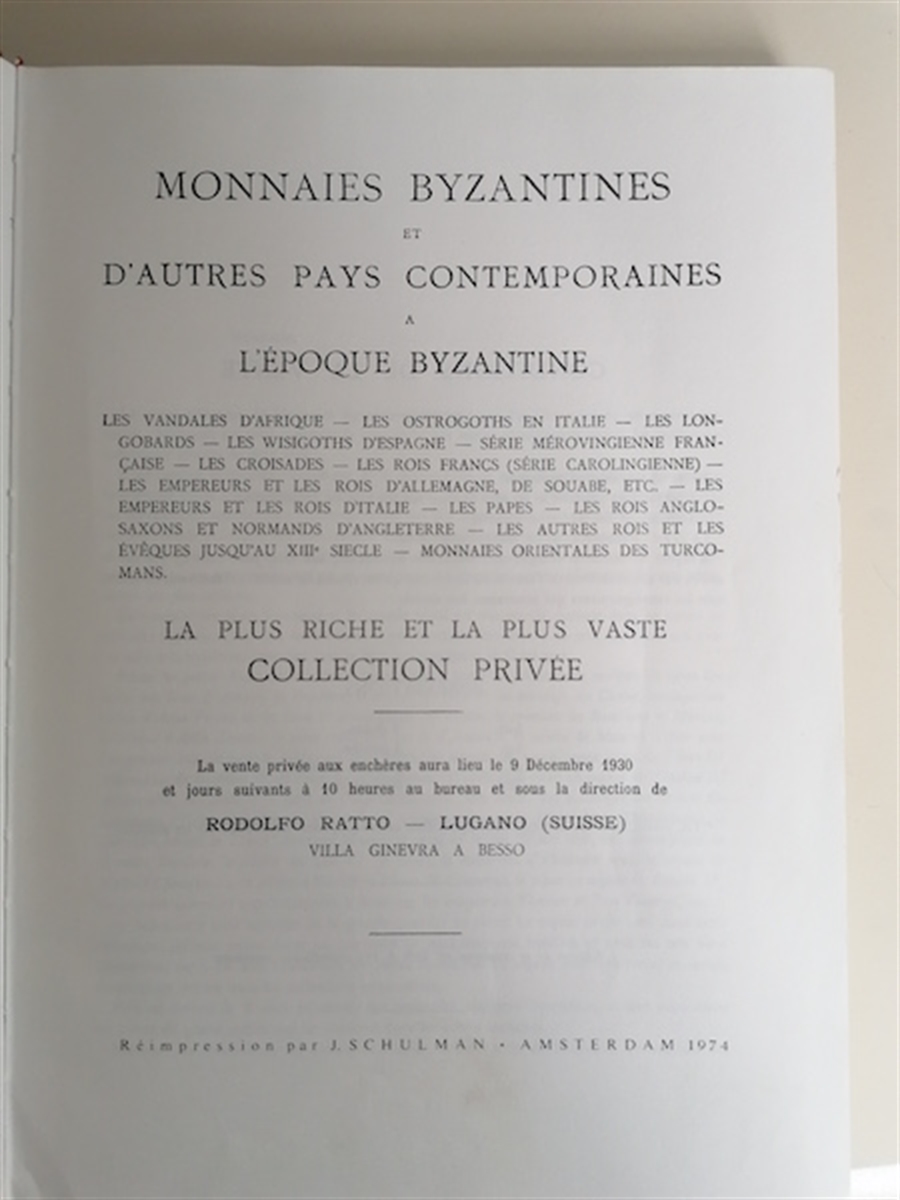 MONNAIES BYZANTINES
ET
D'AUTRES PAYS CONTEMPORAINES
A
L'ÉPOQUE BYZANTINE
LES VANDALES D'AFRIQUE — LES OSTROGOTHS EN ITALIE — LES LON-
GOBARDS — LES WISIGOTHS D'ESPAGNE — SÉRIE MÉROVINGIENNE FRAN-
ÇAISE — LES CROISADES — LES ROIS FRANCS (SÉRIE CAROLINGIENNE) —
LES EMPEREURS ET LES ROIS D'ALLEMAGNE, DE SOUABE, ETC. — LES
EMPEREURS ET LES ROIS D'ITALIE — LES PAPES — LES ROIS ANGLO-
SAXONS ET NORMANDS D'ANGLETERRE — LES AUTRES ROIS ET LES
ÉVÊQUES JUSQU'AU XIIIe SIECLE — MONNAIES ORIENTALES DES TURCO-
MANS.
LA PLUS RICHE ET LA PLUS VASTE
COLLECTION PRIVÉE
La vente privée aux enchères aura lieu le 9 Décembre 1930
et jours suivants à 10 heures au bureau et sous la direction de
RODOLFO RATTO — LUGANO (SUISSE)
VILLA GINEVRA A BESSO
Réimpression par J. SCHULMAN - AMSTERDAM 1974